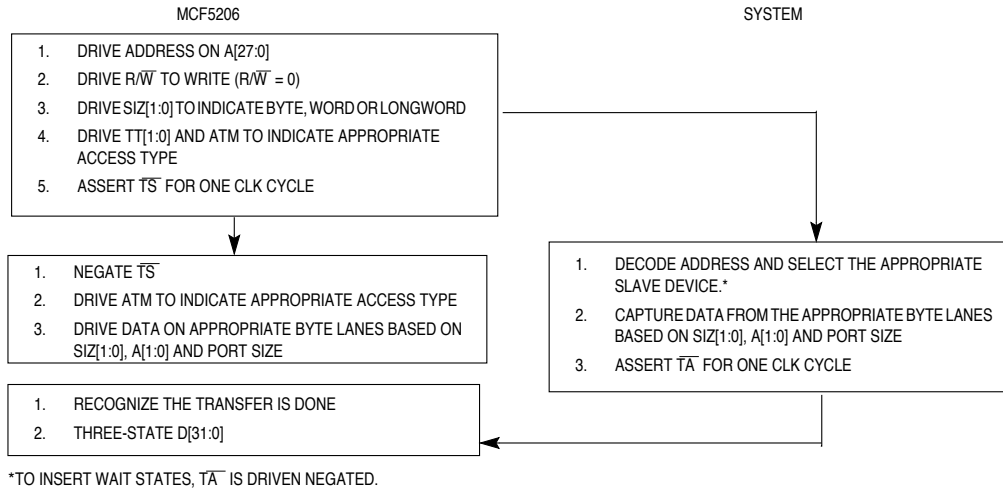 MCF5206
SYSTEM
1. DRIVE ADDRESS ON A[27:0]
2. DRIVE R/W̅ TO WRITE (R/W̅ = 0)
3. DRIVE SIZ[1:0] TO INDICATE BYTE, WORD OR LONGWORD
4. DRIVE TT[1:0] AND ATM TO INDICATE APPROPRIATE
ACCESS TYPE
5. ASSERT T̅S̅ FOR ONE CLK CYCLE
1. NEGATE T̅S̅
2. DRIVE ATM TO INDICATE APPROPRIATE ACCESS TYPE
3. DRIVE DATA ON APPROPRIATE BYTE LANES BASED ON
SIZ[1:0], A[1:0] AND PORT SIZE
1. DECODE ADDRESS AND SELECT THE APPROPRIATE
SLAVE DEVICE.*
2. CAPTURE DATA FROM THE APPROPRIATE BYTE LANES
BASED ON SIZ[1:0], A[1:0] AND PORT SIZE
3. ASSERT T̅A̅ FOR ONE CLK CYCLE
1. RECOGNIZE THE TRANSFER IS DONE
2. THREE-STATE D[31:0]
*TO INSERT WAIT STATES, T̅A̅ IS DRIVEN NEGATED.